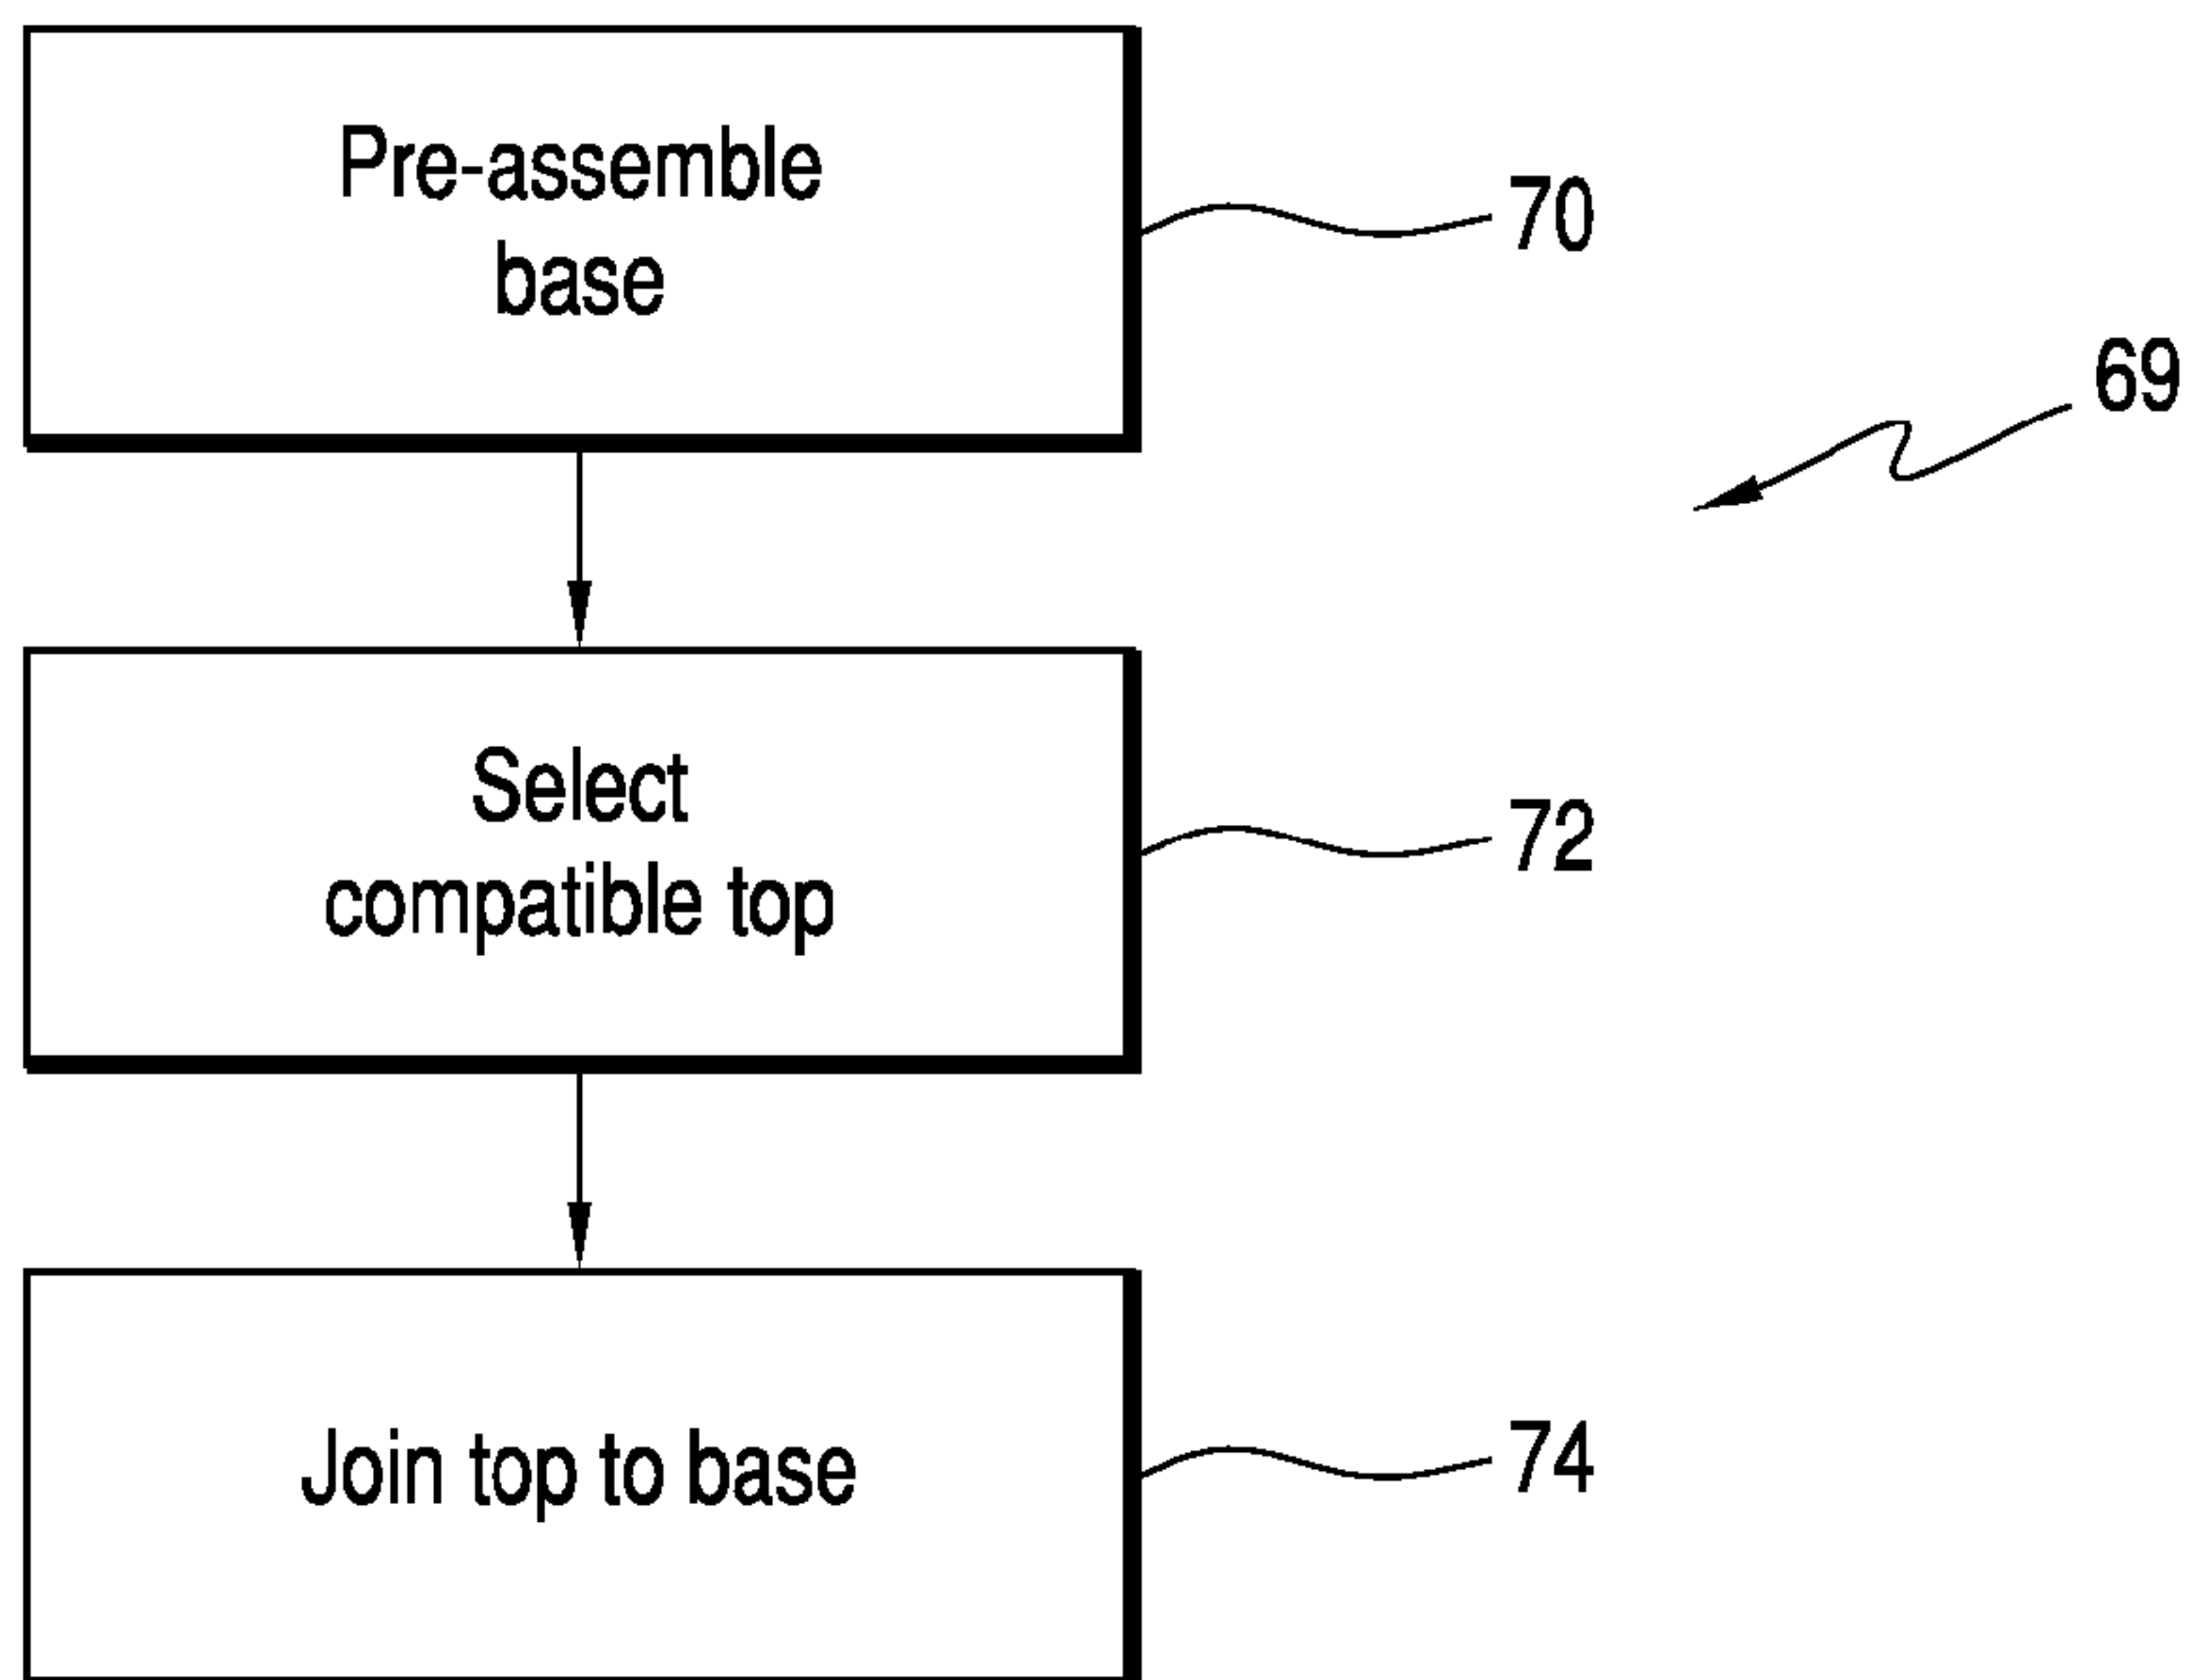 Pre-assemble
base
70
69
Select
compatible top
72
Join top to base
74